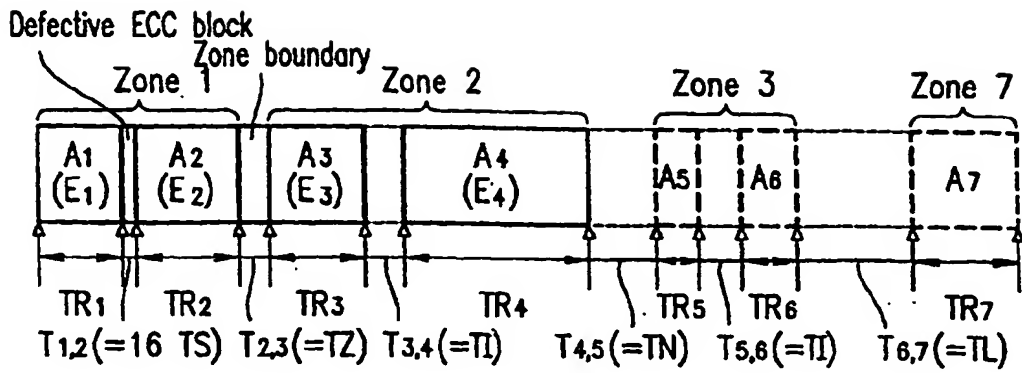 Defective ECC block
Zone boundary
Zone 1
Zone 2
Zone 3
Zone 7
A1
(E1)
A2
(E2)
A3
(E3)
A4
(E4)
A5
A6
A7
TR1
TR2
TR3
TR4
TR5
TR6
TR7
T1,2(=16 TS)
T2,3(=TZ)
T3,4(=TI)
T4,5(=TN)
T5,6(=TI)
T6,7(=TL)